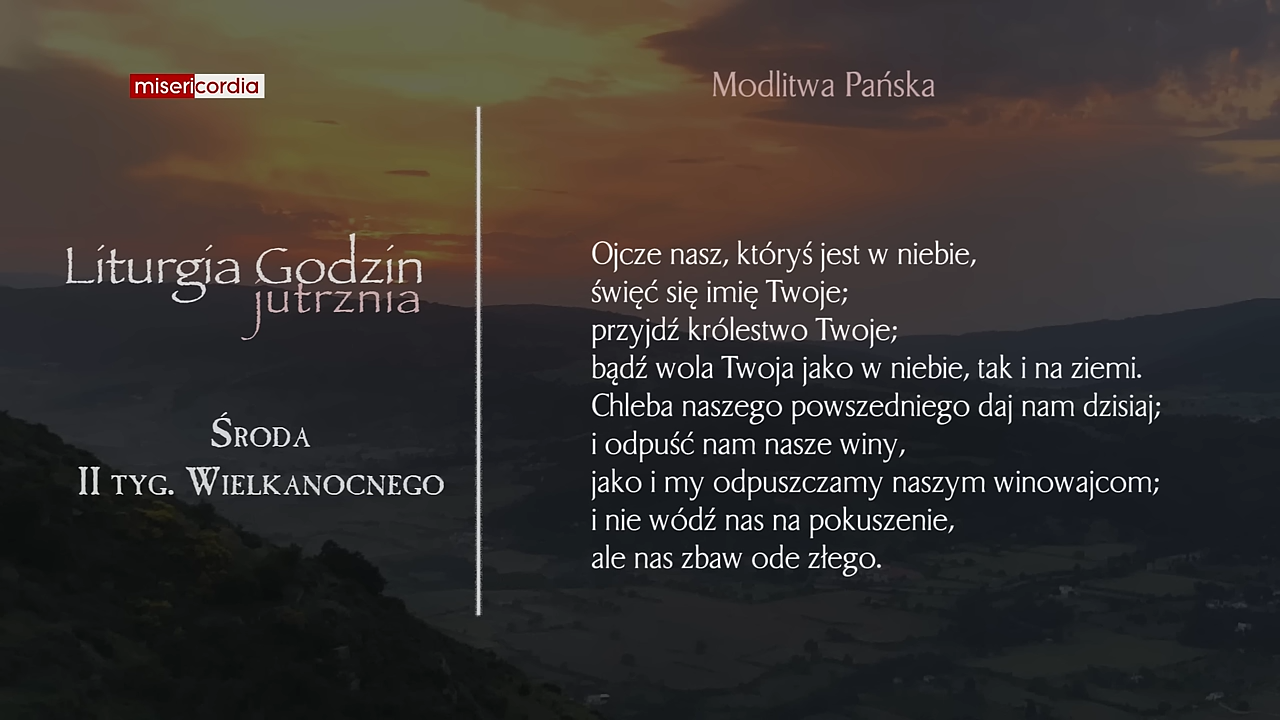 misericordia
Liturgia Godzin
jutrznia
Środa
II tyg. Wielkanocnego
Modlitwa Pańska
Ojcze nasz, któryś jest w niebie,
święć się imię Twoje;
przyjdź królestwo Twoje;
bądź wola Twoja jako w niebie, tak i na ziemi.
Chleba naszego powszedniego daj nam dzisiaj;
i odpuść nam nasze winy,
jako i my odpuszczamy naszym winowajcom;
i nie wódź nas na pokuszenie,
ale nas zbaw ode złego.